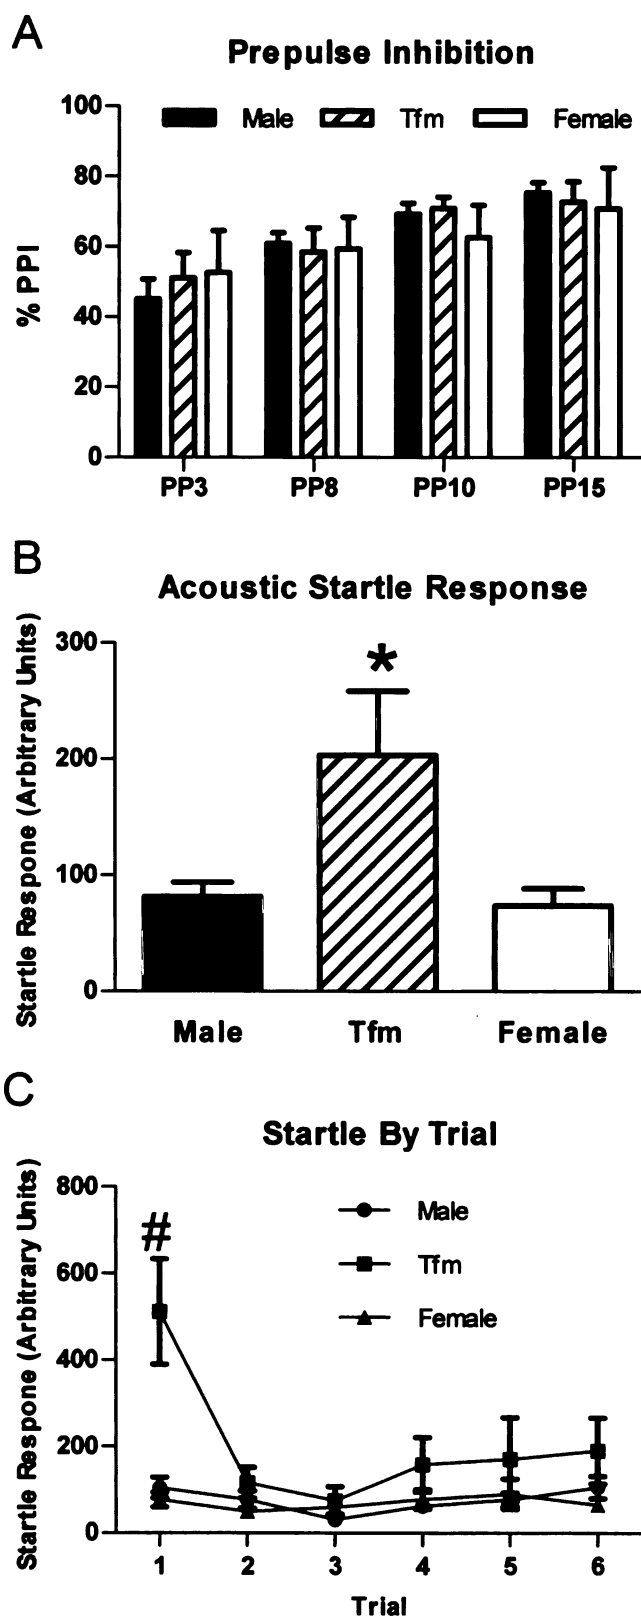 A
Prepulse Inhibition
Male Tfm Female
% PPI
100
80
60
40
20
0
PP3 PP8 PP10 PP15
B
Acoustic Startle Response
Startle Respone (Arbitrary Units)
300
200
100
0
*
Male Tfm Female
C
Startle By Trial
Startle Respone (Arbitrary Units)
800
600
400
200
0
#
Male
Tfm
Female
1 2 3 4 5 6
Trial